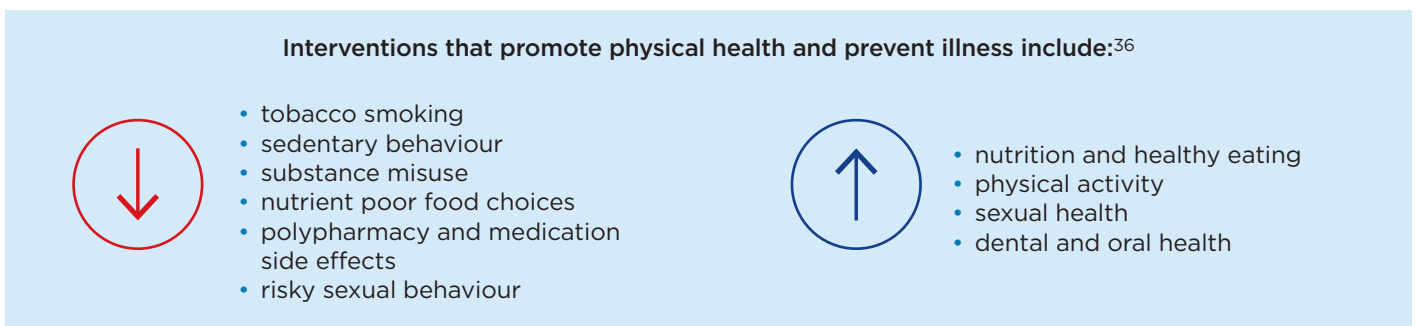 Interventions that promote physical health and prevent illness include:36
• tobacco smoking
• sedentary behaviour
• substance misuse
• nutrient poor food choices
• polypharmacy and medication
side effects
• risky sexual behaviour
• nutrition and healthy eating
• physical activity
• sexual health
• dental and oral health